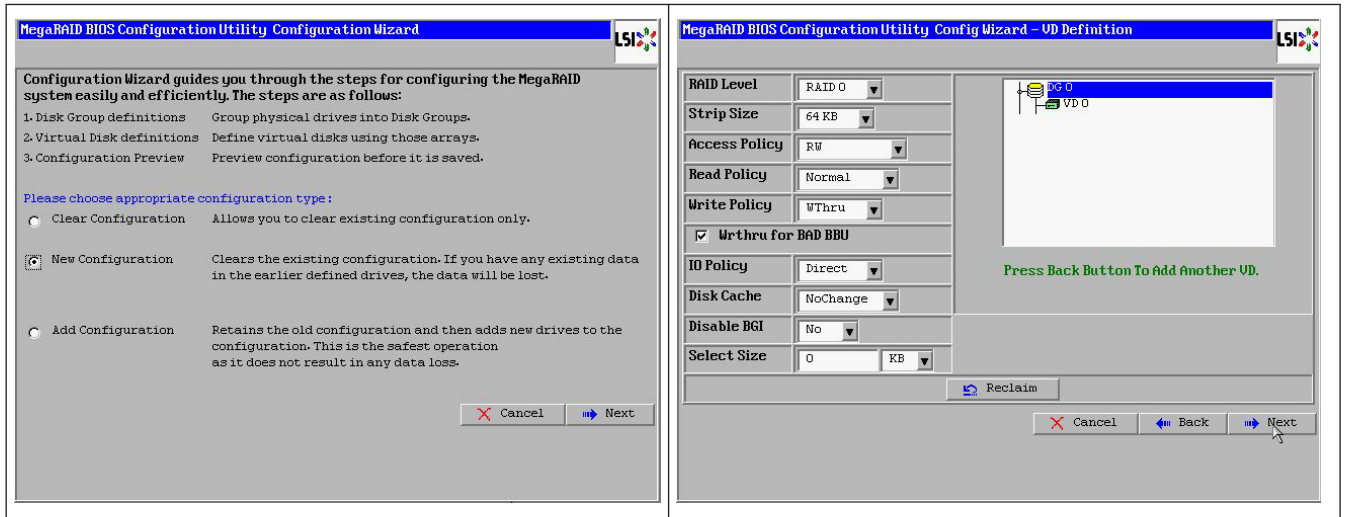 MegaRAID BIOS Configuration Utility Configuration Wizard
LSI
Configuration Wizard guides you through the steps for configuring the MegaRAID
system easily and efficiently. The steps are as follows:
1. Disk Group definitions Group physical drives into Disk Groups.
2. Virtual Disk definitions Define virtual disks using those arrays.
3. Configuration Preview Preview configuration before it is saved.
Please choose appropriate configuration type:
Clear Configuration Allows you to clear existing configuration only.
New Configuration Clears the existing configuration. If you have any existing data
in the earlier defined drives, the data will be lost.
Add Configuration Retains the old configuration and then adds new drives to the
configuration. This is the safest operation
as it does not result in any data loss.
Cancel Next
MegaRAID BIOS Configuration Utility Config Wizard – VD Definition
LSI
RAID Level RAID 0
Strip Size 64 KB
Access Policy RW
Read Policy Normal
Write Policy WThru
Wrthru for BAD BBU
IO Policy Direct
Disk Cache NoChange
Disable BGI No
Select Size 0 KB
DG 0
VD 0
Press Back Button To Add Another VD.
Reclaim
Cancel Back Next